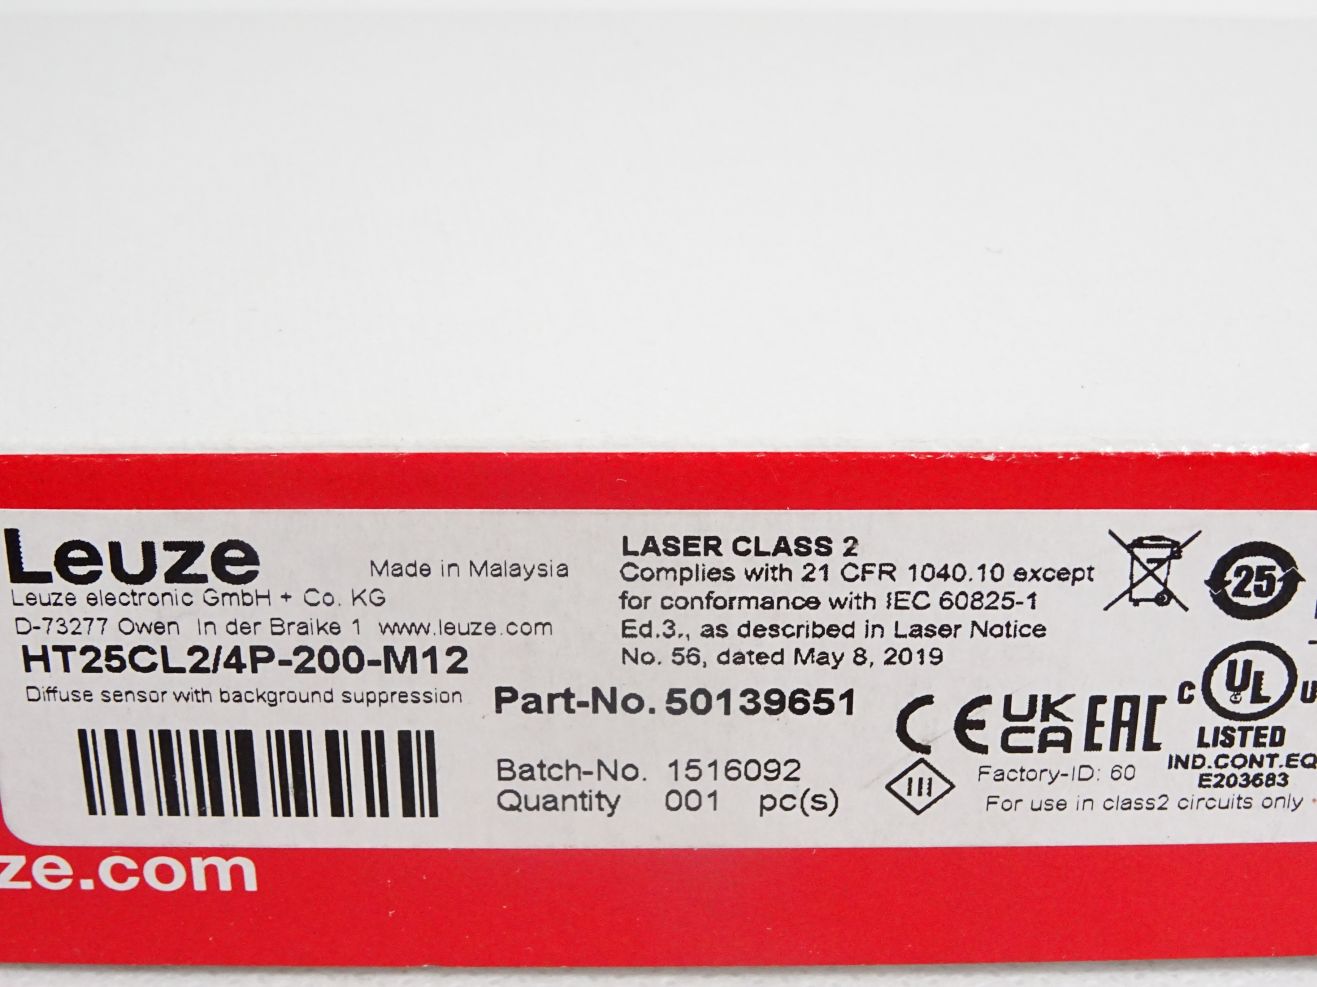 Leuze
Made in Malaysia
Leuze electronic GmbH + Co. KG
D-73277 Owen In der Braike 1 www.leuze.com
HT25CL2/4P-200-M12
Diffuse sensor with background suppression
LASER CLASS 2
Complies with 21 CFR 1040.10 except
for conformance with IEC 60825-1
Ed.3., as described in Laser Notice
No. 56, dated May 8, 2019
Part-No. 50139651
Batch-No. 1516092
Quantity 001 pc(s)
25
CE UK CA EAC
III
Factory-ID: 60
For use in class2 circuits only
C UL U
LISTED
IND.CONT.EQ
E203683
ze.com